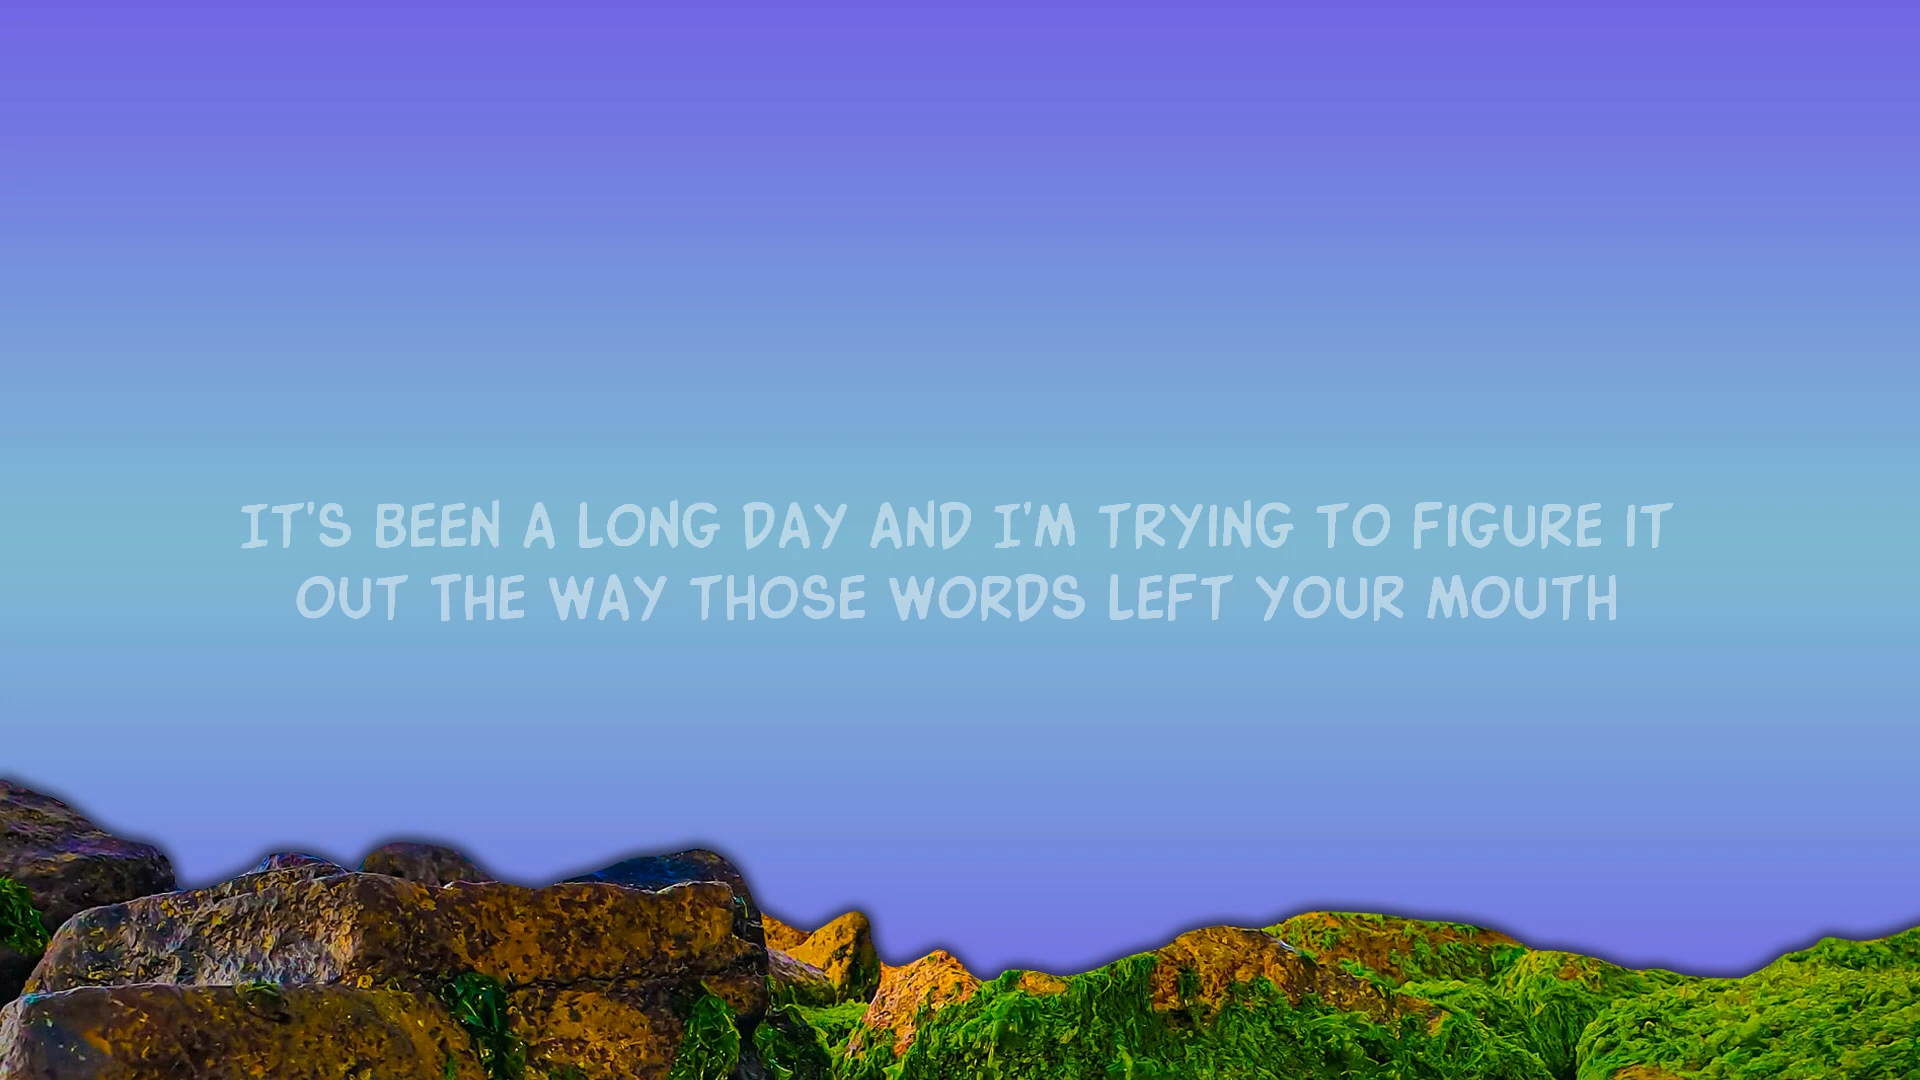 IT'S BEEN A LONG DAY AND I'M TRYING TO FIGURE IT
OUT THE WAY THOSE WORDS LEFT YOUR MOUTH